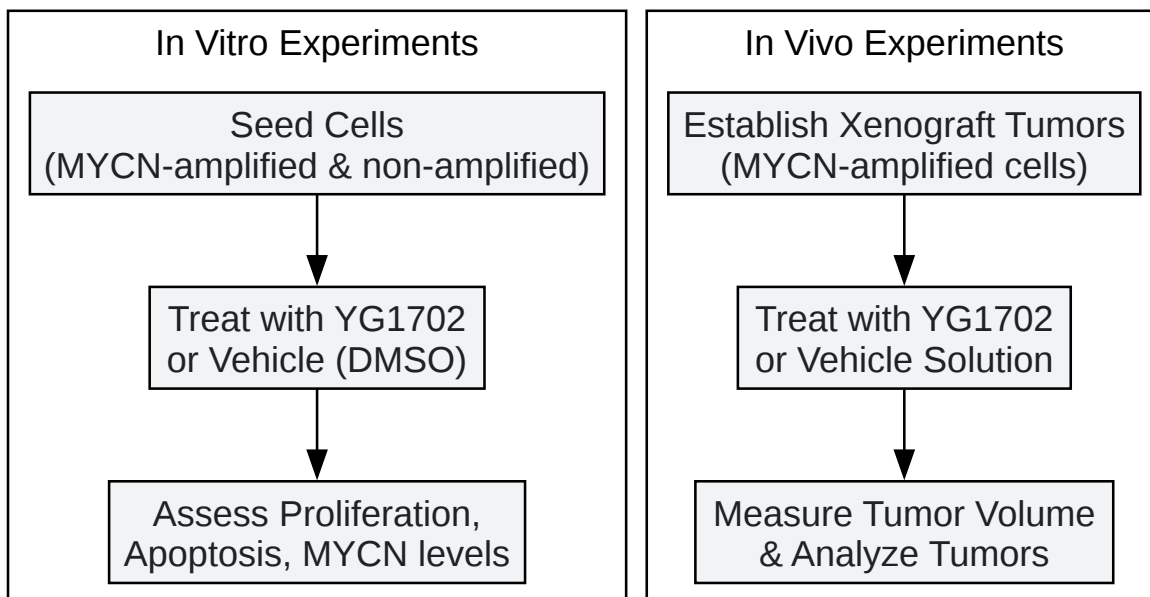 In Vitro Experiments
Seed Cells
(MYCN-amplified & non-amplified)
Treat with YG1702
or Vehicle (DMSO)
Assess Proliferation,
Apoptosis, MYCN levels
In Vivo Experiments
Establish Xenograft Tumors
(MYCN-amplified cells)
Treat with YG1702
or Vehicle Solution
Measure Tumor Volume
& Analyze Tumors